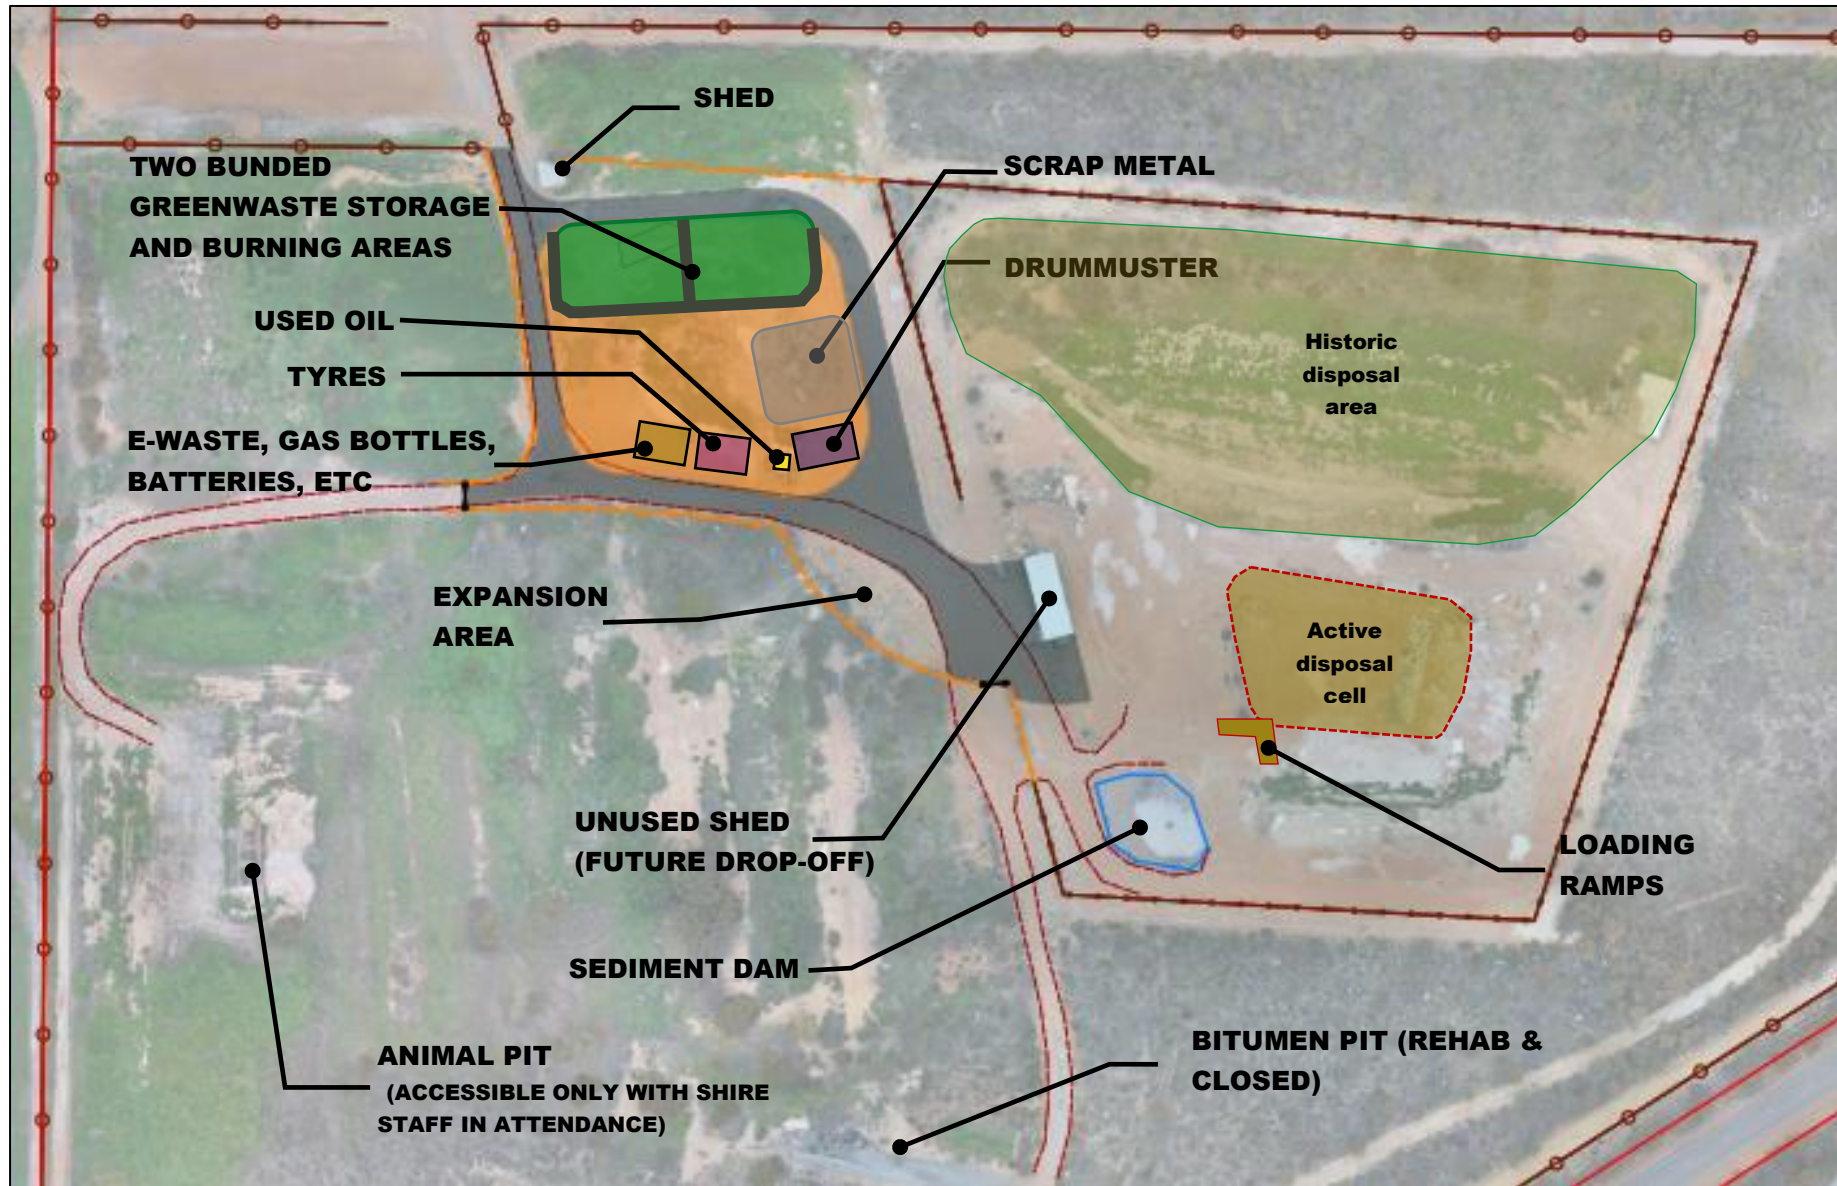 SHED
TWO BUNDED
GREENWASTE STORAGE
AND BURNING AREAS
SCRAP METAL
DRUMMUSTER
USED OIL
TYRES
E-WASTE, GAS BOTTLES,
BATTERIES, ETC
Historic
disposal
area
EXPANSION
AREA
Active
disposal
cell
UNUSED SHED
(FUTURE DROP-OFF)
LOADING
RAMPS
SEDIMENT DAM
ANIMAL PIT
(ACCESSIBLE ONLY WITH SHIRE
STAFF IN ATTENDANCE)
BITUMEN PIT (REHAB &
CLOSED)